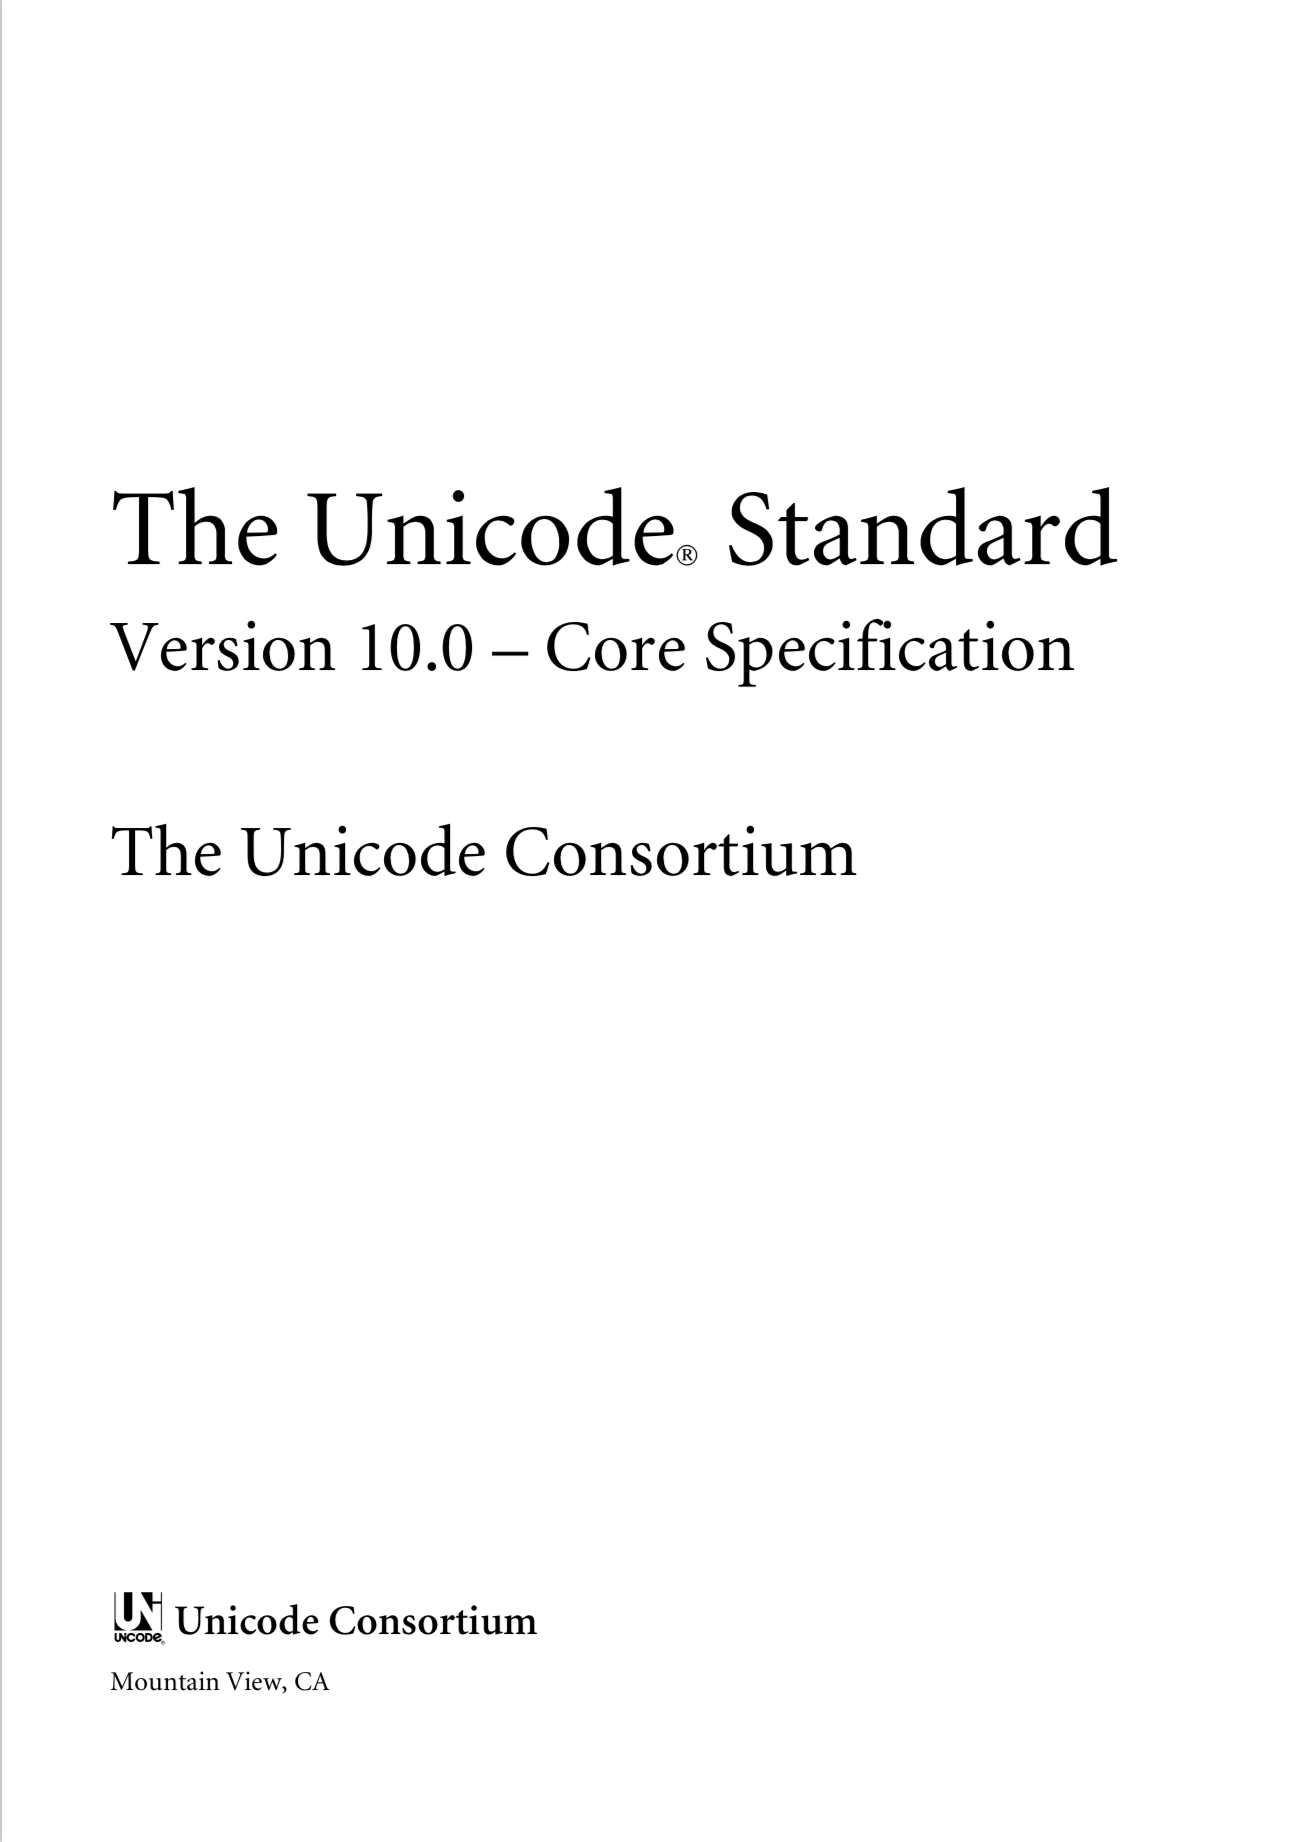 The Unicode® Standard
Version 10.0 – Core Specification
The Unicode Consortium
UNICODE® Unicode Consortium
Mountain View, CA